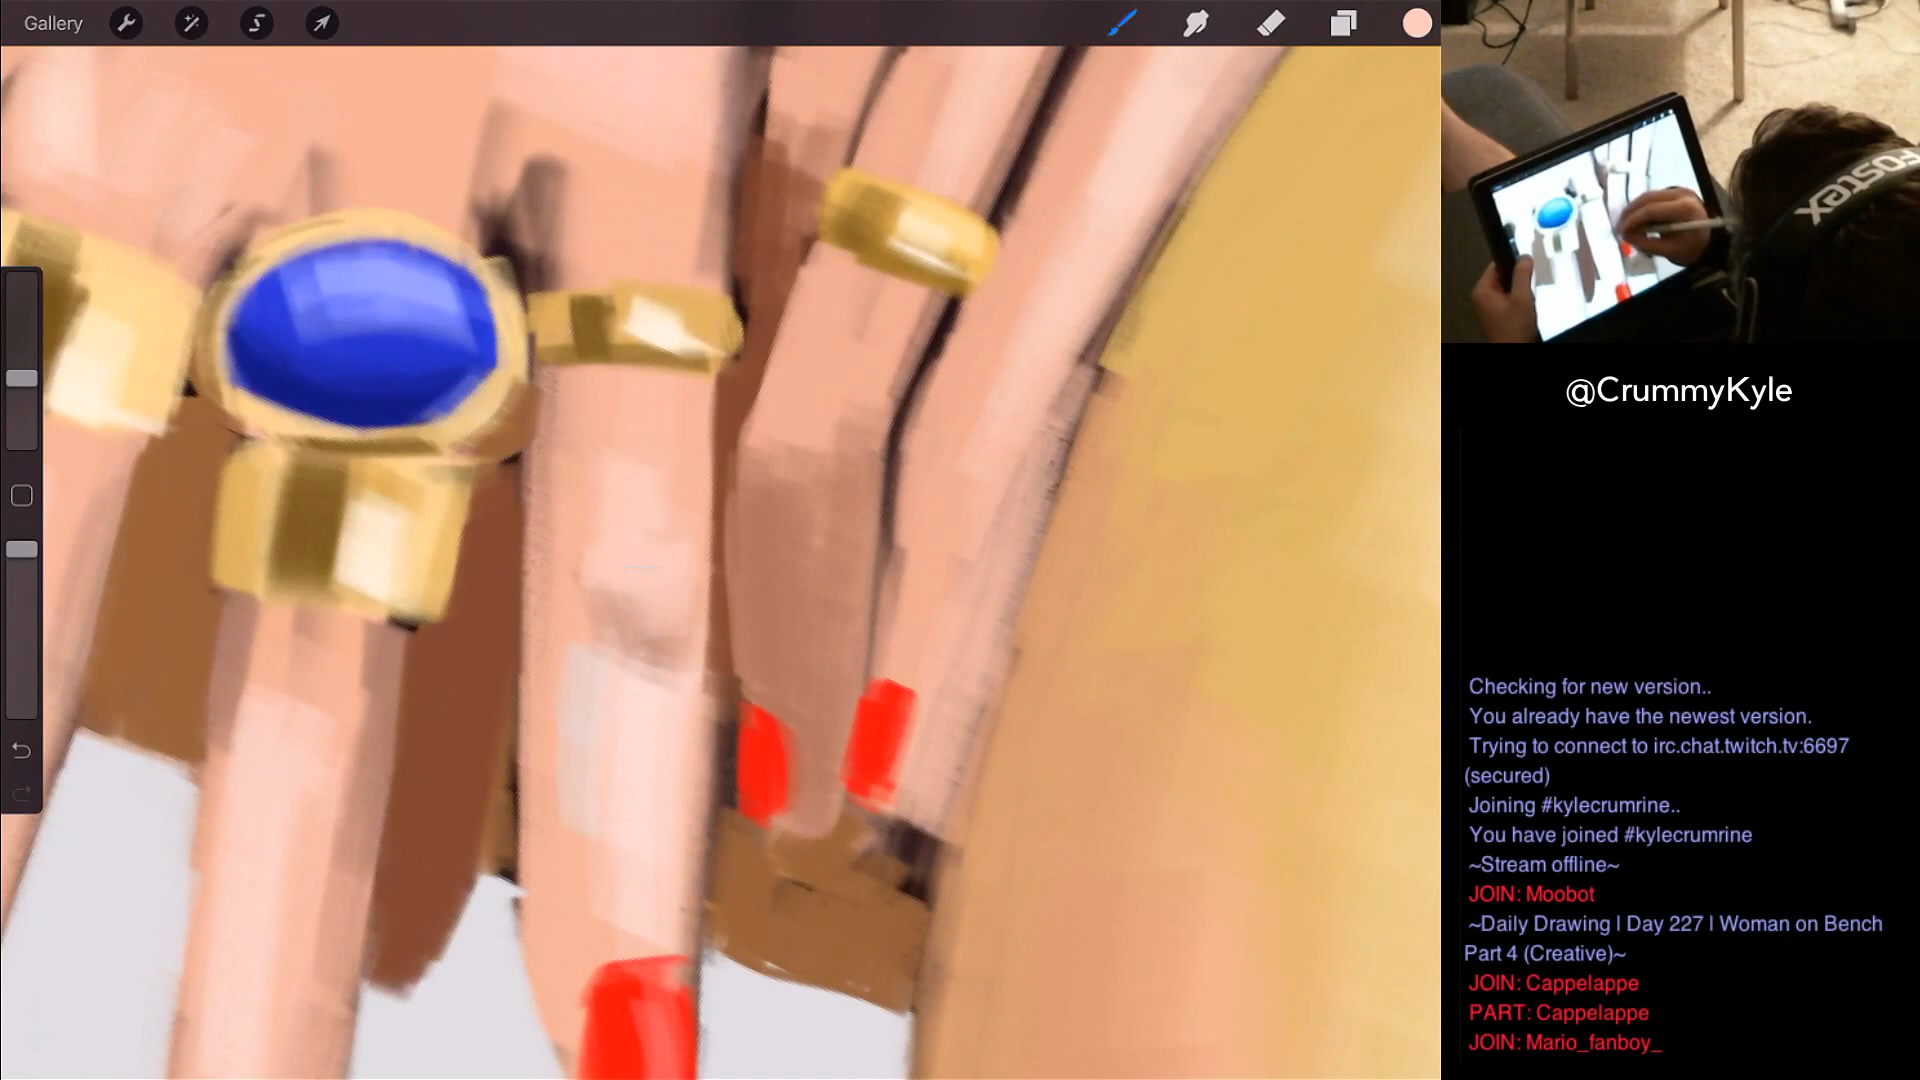 Gallery
Fostex
@CrummyKyle
Checking for new version..
You already have the newest version.
Trying to connect to irc.chat.twitch.tv:6697
(secured)
Joining #kylecrumrine..
You have joined #kylecrumrine
~Stream offline~
JOIN: Moobot
~Daily Drawing | Day 227 | Woman on Bench
Part 4 (Creative)~
JOIN: Cappelappe
PART: Cappelappe
JOIN: Mario_fanboy_